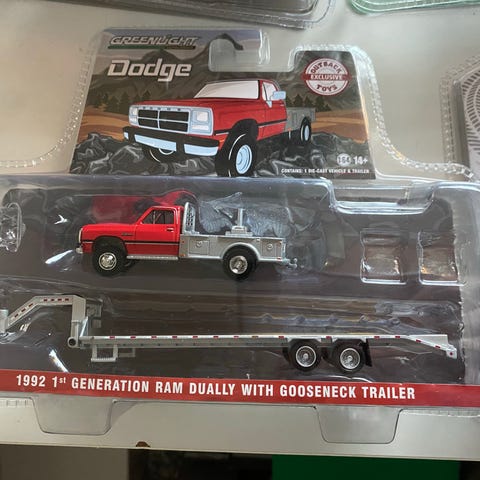 GREENLIGHT
Dodge
OUTBACK
EXCLUSIVE
TOYS
1:64 14+
CONTAINS: 1 DIE-CAST VEHICLE & TRAILER
1992 1st GENERATION RAM DUALLY WITH GOOSENECK TRAILER